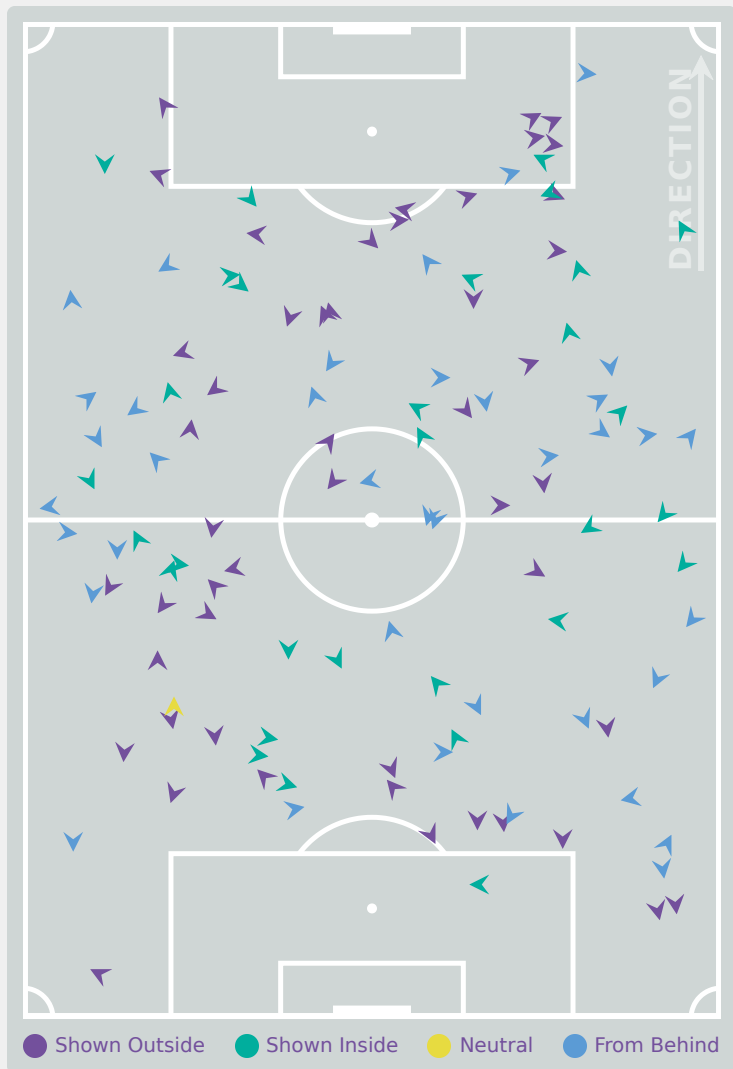 DIRECTION
Shown Outside
Shown Inside
Neutral
From Behind